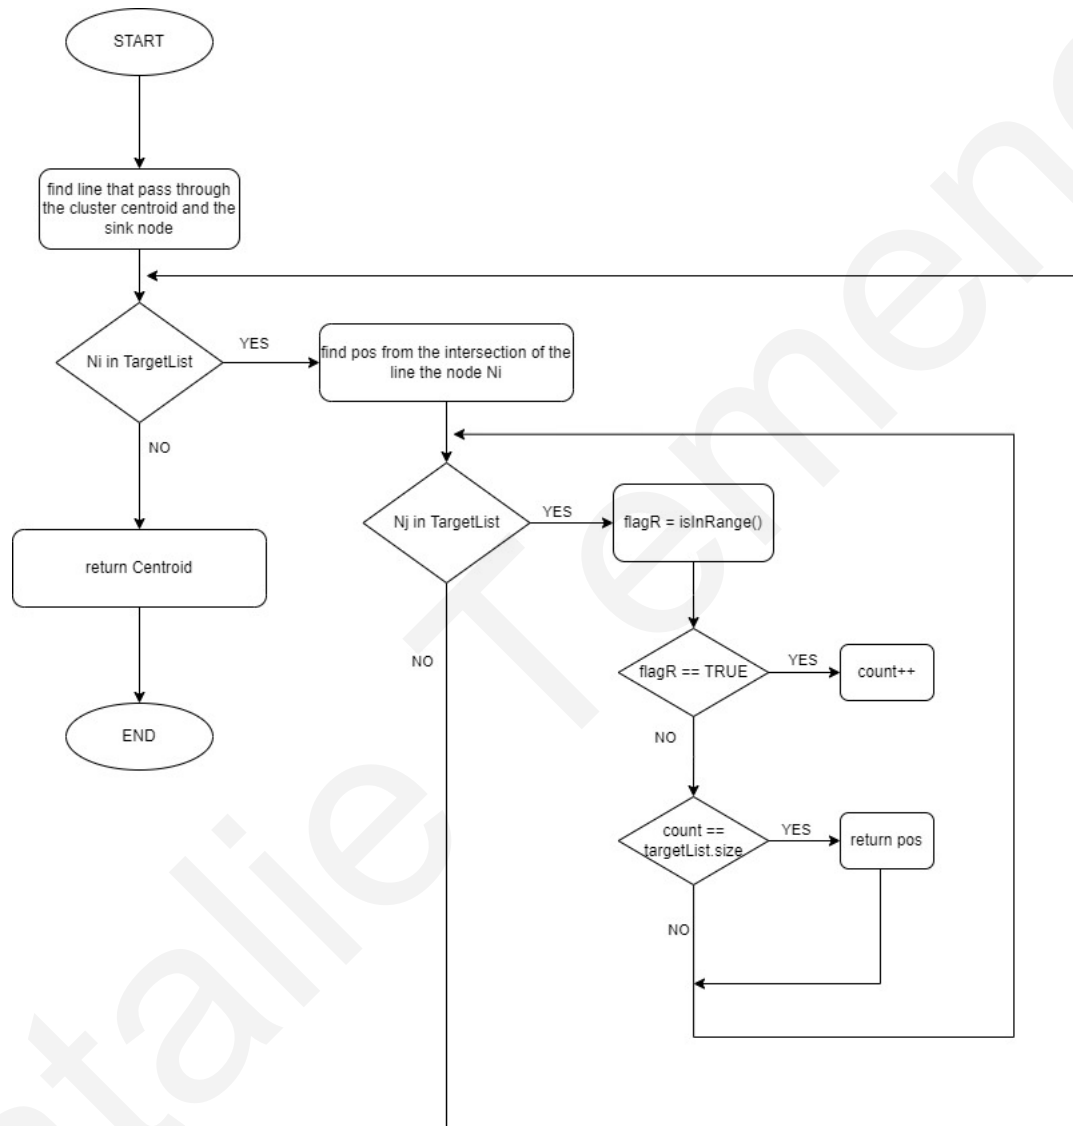 START
find line that pass through
the cluster centroid and the
sink node
Ni in TargetList
YES
find pos from the intersection of the
line the node Ni
NO
return Centroid
END
Nj in TargetList
YES
flagR = isInRange()
NO
flagR == TRUE
YES
count++
NO
count ==
targetList.size
YES
return pos
NO
talie Temene